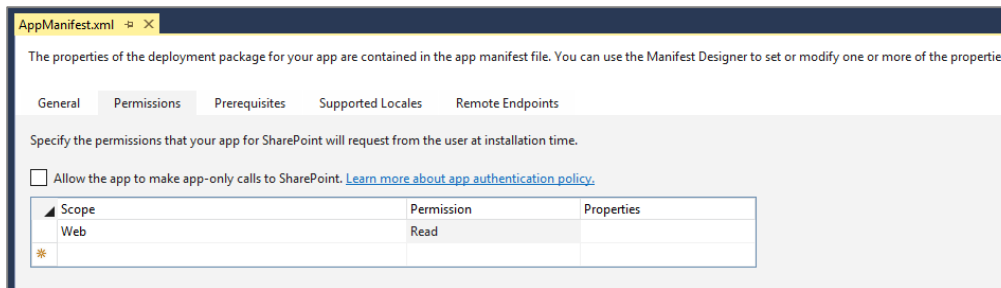 AppManifest.xml
The properties of the deployment package for your app are contained in the app manifest file. You can use the Manifest Designer to set or modify one or more of the
General Permissions Prerequisites Supported Locales Remote Endpoints
Specify the permissions that your app for SharePoint will request from the user at installation time.
Allow the app to make app-only calls to SharePoint. Learn more about app authentication policy.
Scope Permission Properties
Web Read